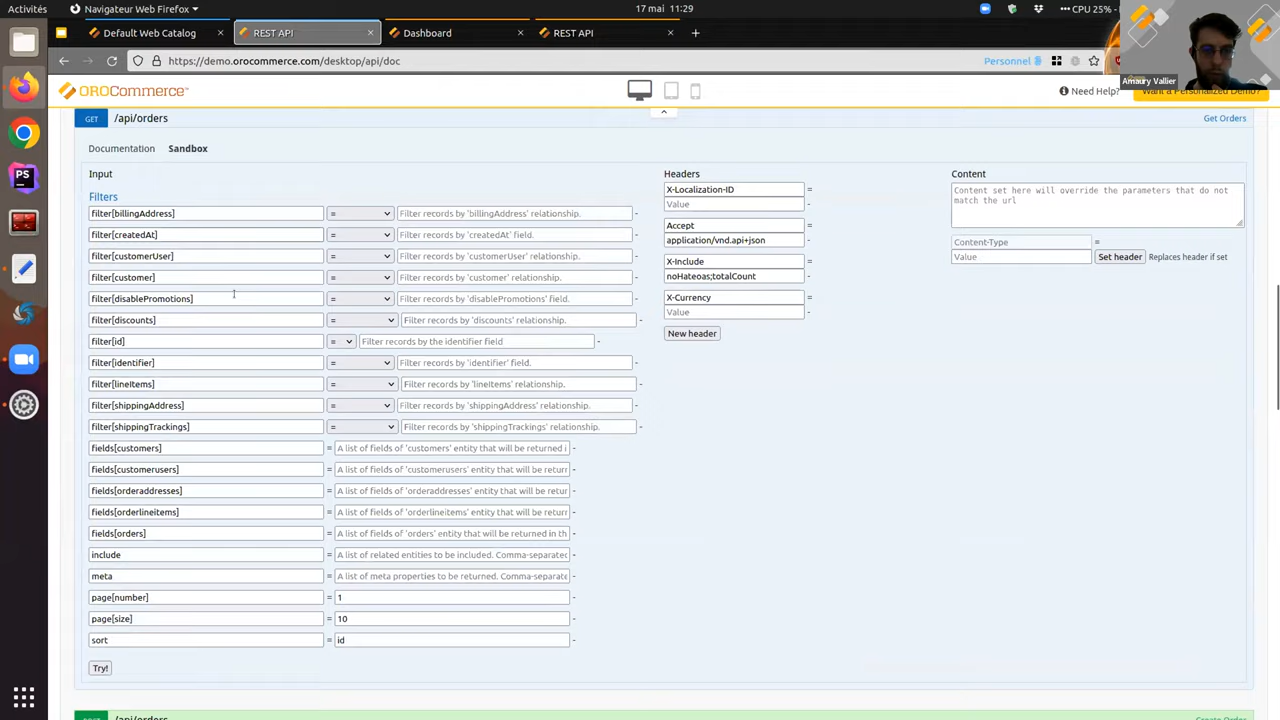 Activités
Navigateur Web Firefox
17 mai 11:29
CPU 25%
Default Web Catalog
REST API
Dashboard
REST API
https://demo.orocommerce.com/desktop/api/doc
Personnel
Amaury Vallier
OROCOMMERCE
Need Help?
Want a Personalized Demo?
GET /api/orders
Get Orders
Documentation
Sandbox
Input
Headers
Content
Filters
filter[billingAddress] = Filter records by 'billingAddress' relationship. -
filter[createdAt] = Filter records by 'createdAt' field. -
filter[customerUser] = Filter records by 'customerUser' relationship. -
filter[customer] = Filter records by 'customer' relationship. -
filter[disablePromotions] = Filter records by 'disablePromotions' field. -
filter[discounts] = Filter records by 'discounts' relationship. -
filter[id] = Filter records by the identifier field -
filter[identifier] = Filter records by 'identifier' field. -
filter[lineItems] = Filter records by 'lineItems' relationship. -
filter[shippingAddress] = Filter records by 'shippingAddress' relationship. -
filter[shippingTrackings] = Filter records by 'shippingTrackings' relationship. -
fields[customers] = A list of fields of 'customers' entity that will be returned i -
fields[customerusers] = A list of fields of 'customerusers' entity that will be retur -
fields[orderaddresses] = A list of fields of 'orderaddresses' entity that will be retu -
fields[orderlineitems] = A list of fields of 'orderlineitems' entity that will be retur -
fields[orders] = A list of fields of 'orders' entity that will be returned in th -
include = A list of related entities to be included. Comma-separated -
meta = A list of meta properties to be returned. Comma-separate -
page[number] = 1 -
page[size] = 10 -
sort = id -
Try!
X-Localization-ID =
Value -
Accept =
application/vnd.api+json -
X-Include =
noHateoas;totalCount -
X-Currency =
Value -
New header
Content set here will override the parameters that do not
match the url
Content-Type =
Value Set header Replaces header if set
/api/orders
Create Order